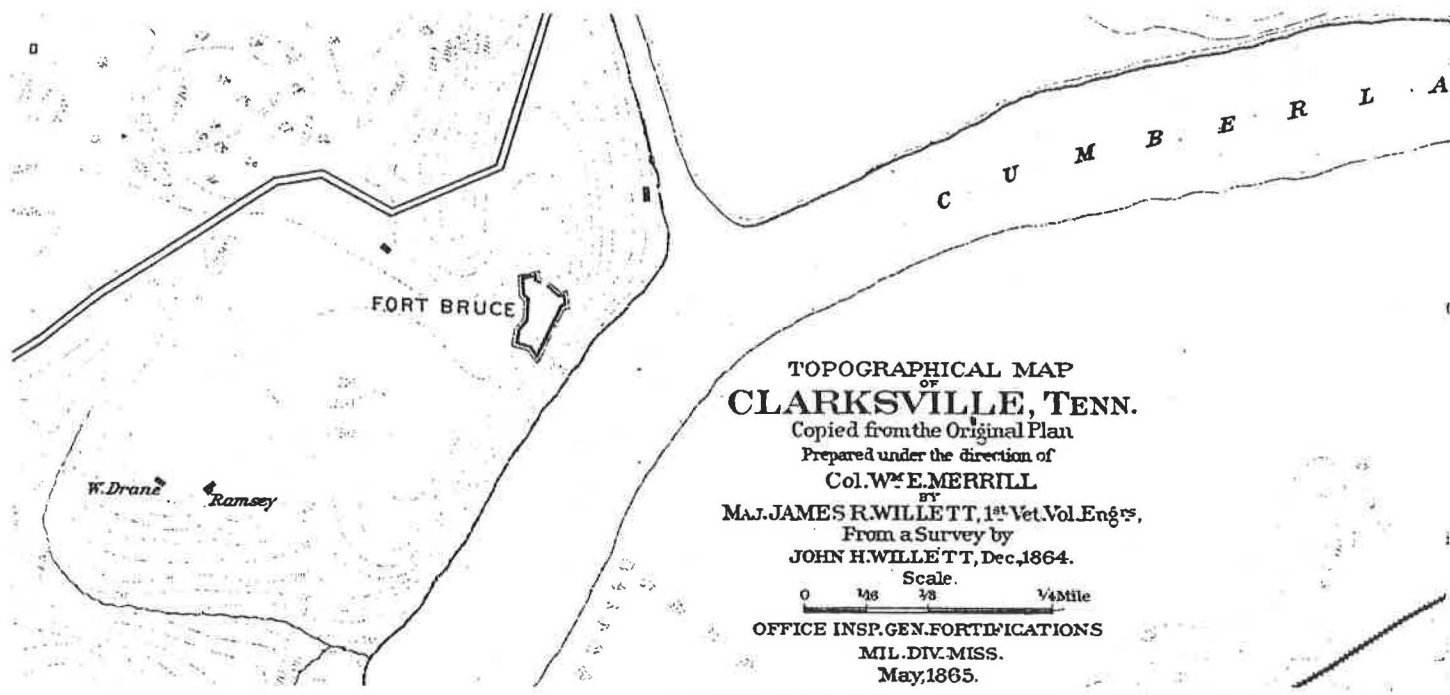 CUMBERLA
FORT BRUCE
W. Drane
Ramsey
TOPOGRAPHICAL MAP
OF
CLARKSVILLE, TENN.
Copied from the Original Plan
Prepared under the direction of
Col. Wᵐ E. MERRILL
BY
MAJ. JAMES R. WILLETT, 1st Vet. Vol. Engrs,
From a Survey by
JOHN H. WILLETT, Dec, 1864.
Scale.
0 1/16 1/8 1/4 Mile
OFFICE INSP. GEN. FORTIFICATIONS
MIL. DIV. MISS.
May, 1865.